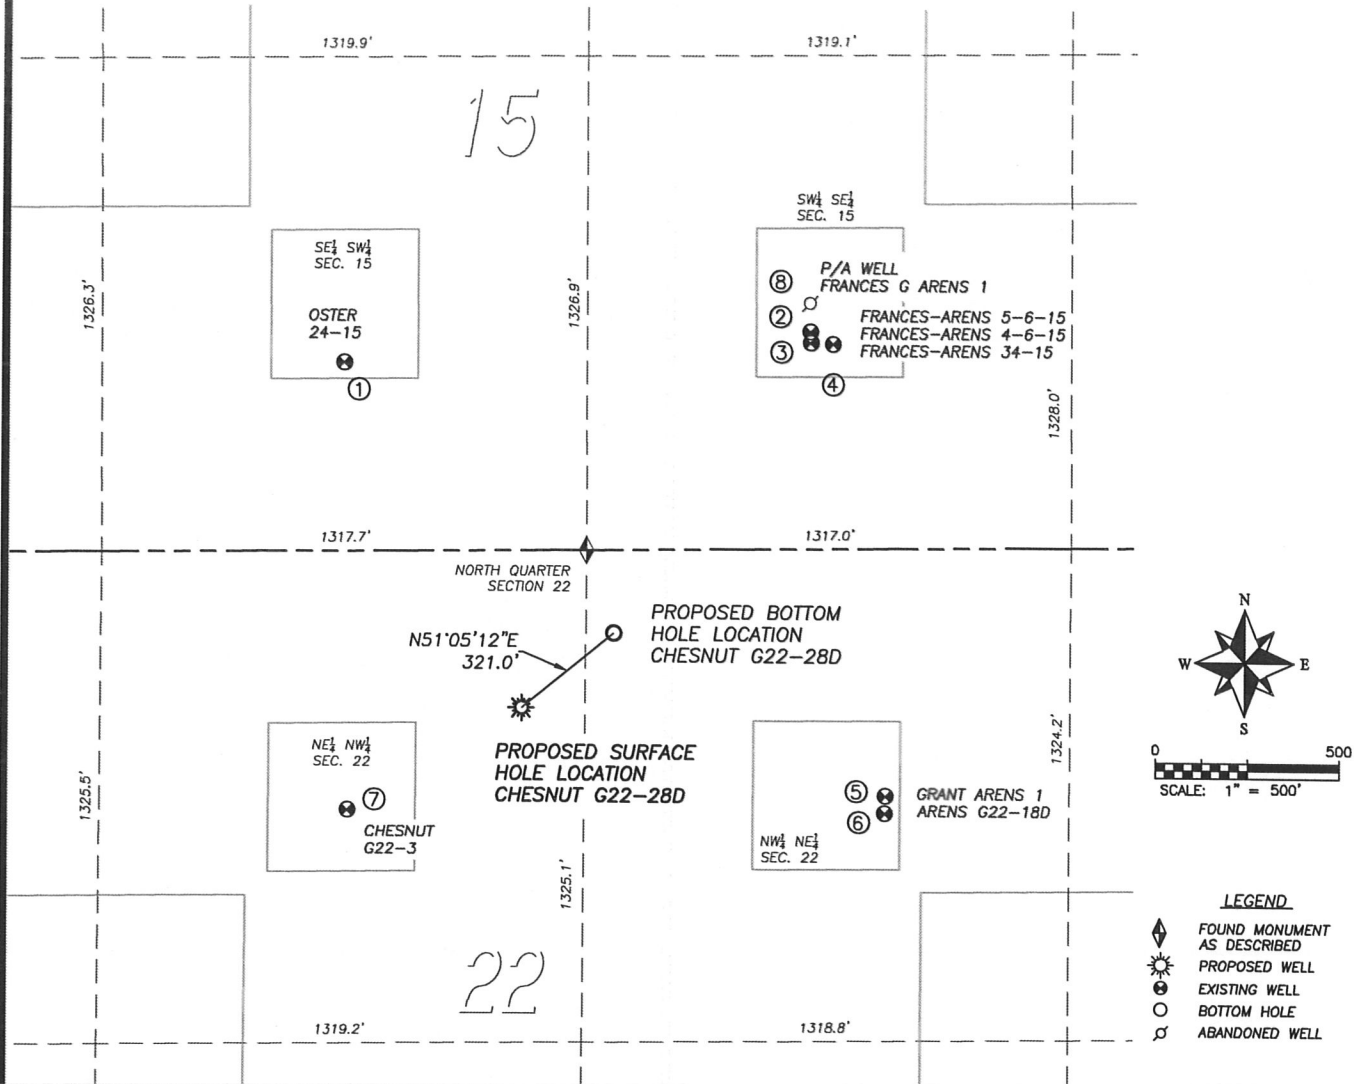 1319.9'
1319.1'
15
SW¼ SE¼
SEC. 15
SE¼ SW¼
SEC. 15
1326.3'
1326.9'
8
P/A WELL
FRANCES G ARENS 1
OSTER
24-15
2
FRANCES-ARENS 5-6-15
FRANCES-ARENS 4-6-15
3
FRANCES-ARENS 34-15
1
4
1328.0'
1317.7'
1317.0'
NORTH QUARTER
SECTION 22
N51°05'12"E
321.0'
PROPOSED BOTTOM
HOLE LOCATION
CHESNUT G22-28D
N
W
E
S
PROPOSED SURFACE
HOLE LOCATION
CHESNUT G22-28D
NE¼ NW¼
SEC. 22
1325.5'
1324.2'
0
500
SCALE: 1" = 500'
7
CHESNUT
G22-3
5
GRANT ARENS 1
ARENS G22-18D
6
NW¼ NE¼
SEC. 22
1325.1'
22
1319.2'
1318.8'
LEGEND
FOUND MONUMENT
AS DESCRIBED
PROPOSED WELL
EXISTING WELL
BOTTOM HOLE
ABANDONED WELL